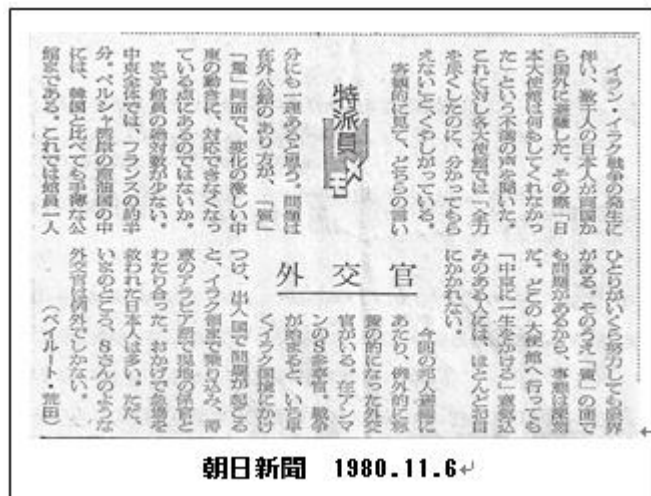 特派員メモ
外交官
イラン・イラク戦争の発生に
伴い、数千人の日本人が両国か
ら国外に避難した。その際「日
本大使館は何もしてくれなかっ
た」という不満の声を聞いた。
これに対し各大使館では「全力
を尽くしたのに、分かってもら
えない」とくやしがっている。
客観的に見て、どちらの言い
分にも一理あると思う。問題は
在外公館のあり方が、「質」
「量」両面で、変化の激しい中
東の動きに、対応できなくなっ
ている点にあるのではないか。
まず館員の絶対数が少ない。
中東全体では、フランスの約半
分。ペルシャ湾岸の産油国の中
には、韓国と比べても手薄な公
館まである。これでは館員一人
ひとりがいくら努力しても限界
がある。そのうえ「質」の面で
も問題があるから、事態は深刻
だ。どこの大使館へ行っても
「中東に一生をかける」意気込
みのある人には、ほとんどお目
にかかれない。
今回の邦人避難に
あたり、例外的に称
賛の的になった外交
官がいる。在アンマ
ンのS参事官。戦争
が始まると、いち早
くイラク国境にかけ
つけ、出入国で問題が起こる
と、イラク側まで乗り込み、得
意のアラビア語で現地の係官と
わたり合った。おかげで急場を
救われた日本人は多い。ただ、
いまのところ、Sさんのような
外交官は例外でしかない。
（ベイルート・荒田）
朝日新聞 1980.11.6